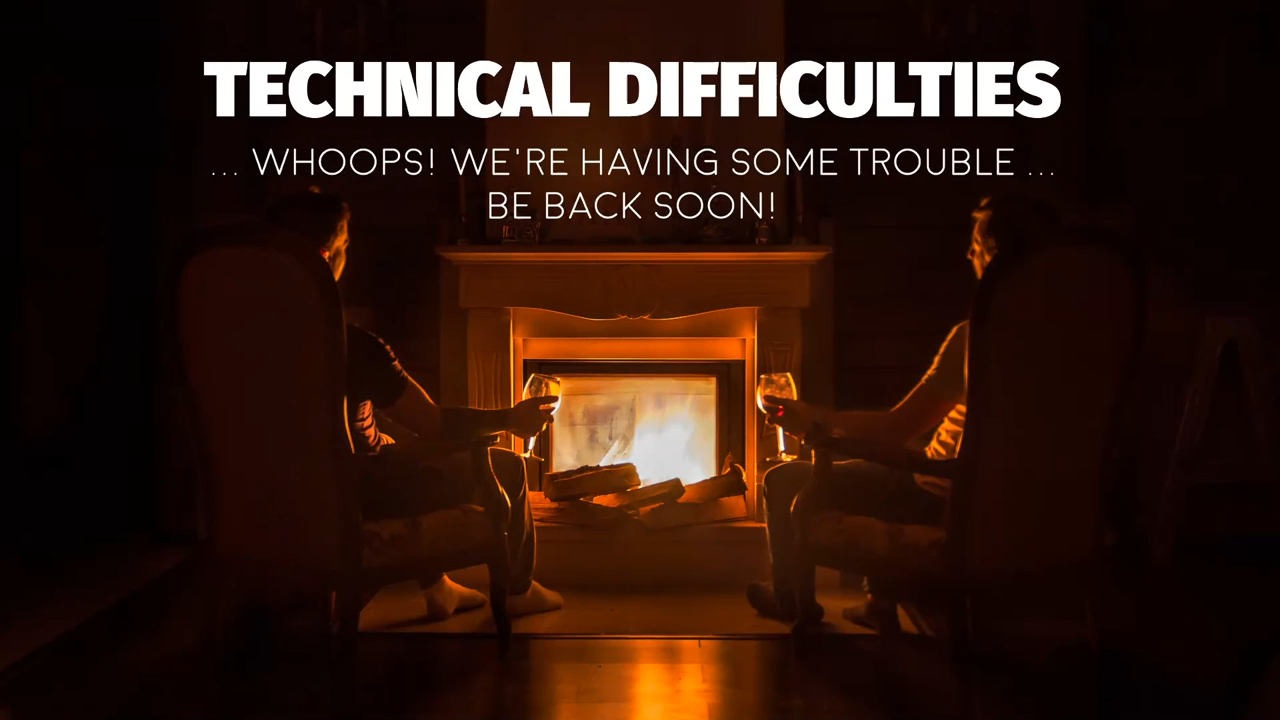 TECHNICAL DIFFICULTIES
... WHOOPS! WE'RE HAVING SOME TROUBLE ...
BE BACK SOON!